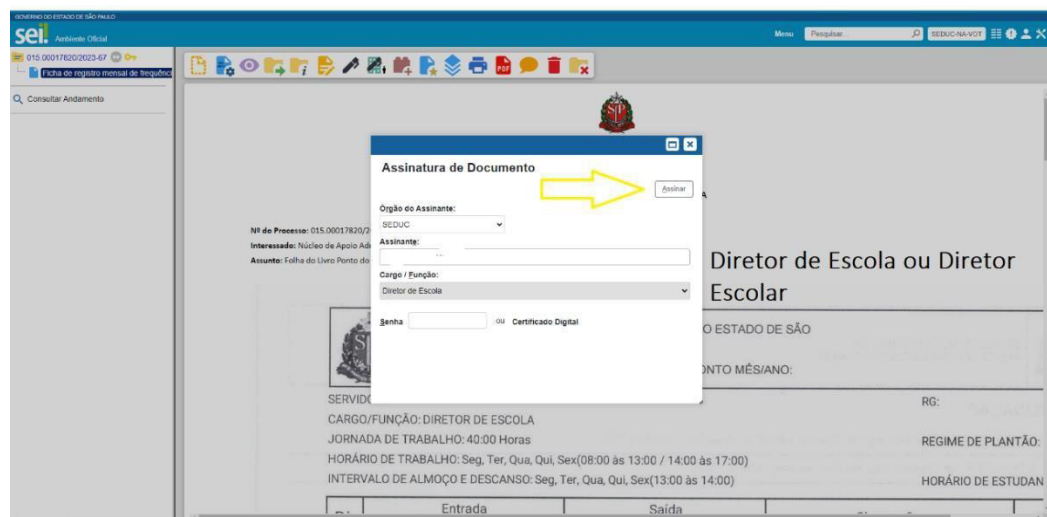 GOVERNO DO ESTADO DE SÃO PAULO
sei! Ambiente Oficial
Menu Pesquisar... SEDUC-NA-VOT
015.00017820/2023-67
Ficha de registro mensal de frequênci
Consultar Andamento
Assinatura de Documento
Assinar
A
Órgão do Assinante:
SEDUC
Nº do Processo: 015.00017820/2
Interessado: Núcleo de Apoio Ad
Assunto: Folha do Livro Ponto do
Assinante:
Cargo / Função:
Diretor de Escola
Senha ou Certificado Digital
Diretor de Escola ou Diretor
Escolar
O ESTADO DE SÃO
ONTO MÊS/ANO:
SERVIDO
RG:
CARGO/FUNÇÃO: DIRETOR DE ESCOLA
JORNADA DE TRABALHO: 40:00 Horas
REGIME DE PLANTÃO:
HORÁRIO DE TRABALHO: Seg, Ter, Qua, Qui, Sex(08:00 às 13:00 / 14:00 às 17:00)
INTERVALO DE ALMOÇO E DESCANSO: Seg, Ter, Qua, Qui, Sex(13:00 às 14:00)
HORÁRIO DE ESTUDAN
Entrada Saída